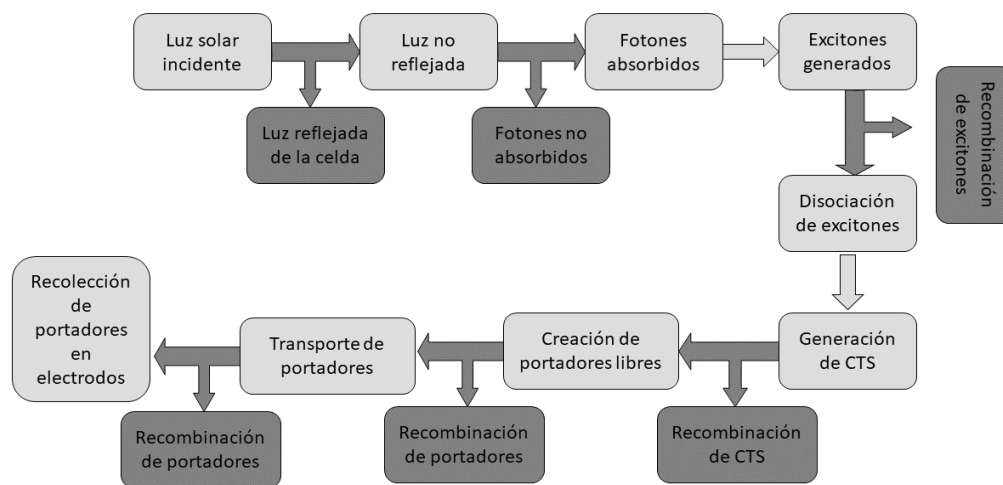 Luz solar
incidente
Luz no
reflejada
Fotones
absorbidos
Excitones
generados
Luz reflejada
de la celda
Fotones no
absorbidos
Recombinación
de excitones
Disociación
de excitones
Recolección
de
portadores
en
electrodos
Transporte de
portadores
Creación de
portadores libres
Generación
de CTS
Recombinación
de portadores
Recombinación
de portadores
Recombinación
de CTS